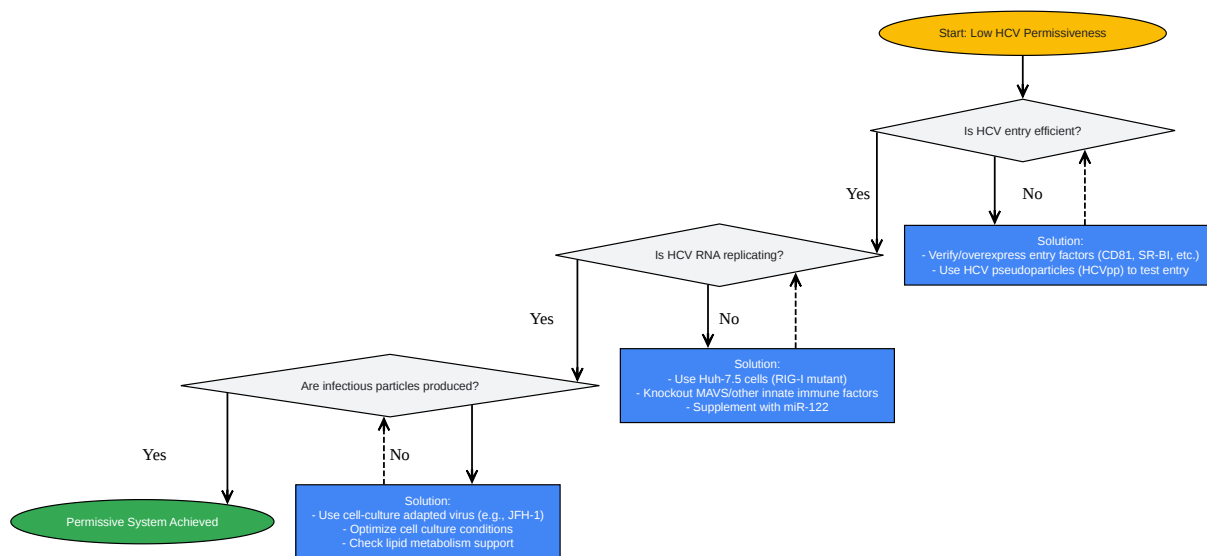 Start: Low HCV Permissiveness
Is HCV entry efficient?
Yes
No
Solution:
- Verify/overexpress entry factors (CD81, SR-BI, etc.)
- Use HCV pseudoparticles (HCVpp) to test entry
Is HCV RNA replicating?
Yes
No
Solution:
- Use Huh-7.5 cells (RIG-I mutant)
- Knockout MAVS/other innate immune factors
- Supplement with miR-122
Are infectious particles produced?
Yes
No
Solution:
- Use cell-culture adapted virus (e.g., JFH-1)
- Optimize cell culture conditions
- Check lipid metabolism support
Permissive System Achieved